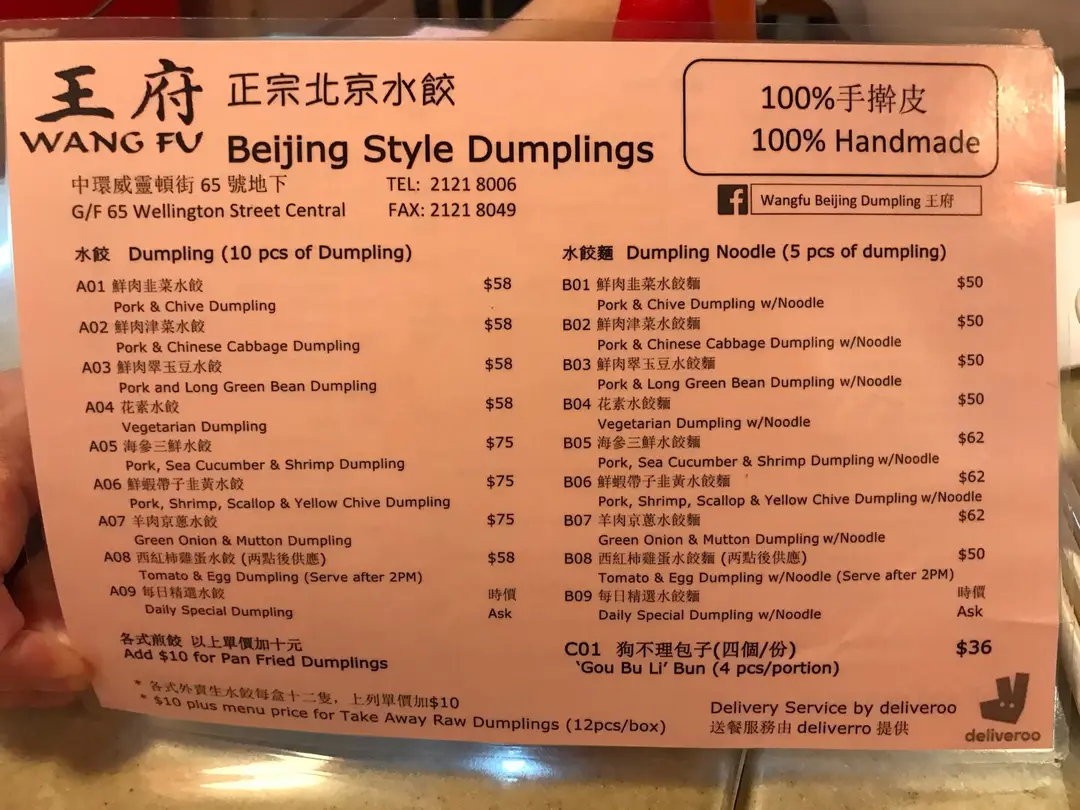 王府 正宗北京水餃
WANG FU Beijing Style Dumplings
100%手擀皮
100% Handmade
中環威靈頓街 65 號地下 TEL: 2121 8006
G/F 65 Wellington Street Central FAX: 2121 8049
Wangfu Beijing Dumpling 王府
水餃 Dumpling (10 pcs of Dumpling)
A01 鮮肉韭菜水餃 $58
Pork & Chive Dumpling
A02 鮮肉津菜水餃 $58
Pork & Chinese Cabbage Dumpling
A03 鮮肉翠玉豆水餃 $58
Pork and Long Green Bean Dumpling
A04 花素水餃 $58
Vegetarian Dumpling
A05 海參三鮮水餃 $75
Pork, Sea Cucumber & Shrimp Dumpling
A06 鮮蝦帶子韭黃水餃 $75
Pork, Shrimp, Scallop & Yellow Chive Dumpling
A07 羊肉京蔥水餃 $75
Green Onion & Mutton Dumpling
A08 西紅柿雞蛋水餃 (两點後供應) $58
Tomato & Egg Dumpling (Serve after 2PM)
A09 每日精選水餃 時價
Daily Special Dumpling Ask
各式煎餃 以上單價加十元
Add $10 for Pan Fried Dumplings
水餃麵 Dumpling Noodle (5 pcs of dumpling)
B01 鮮肉韭菜水餃麵 $50
Pork & Chive Dumpling w/Noodle
B02 鮮肉津菜水餃麵 $50
Pork & Chinese Cabbage Dumpling w/Noodle
B03 鮮肉翠玉豆水餃麵 $50
Pork & Long Green Bean Dumpling w/Noodle
B04 花素水餃麵 $50
Vegetarian Dumpling w/Noodle
B05 海參三鮮水餃麵 $62
Pork, Sea Cucumber & Shrimp Dumpling w/Noodle
B06 鮮蝦帶子韭黃水餃麵 $62
Pork, Shrimp, Scallop & Yellow Chive Dumpling w/Noodle
B07 羊肉京蔥水餃麵 $62
Green Onion & Mutton Dumpling w/Noodle
B08 西紅柿雞蛋水餃麵 (两點後供應) $50
Tomato & Egg Dumpling w/Noodle (Serve after 2PM)
B09 每日精選水餃麵 時價
Daily Special Dumpling w/Noodle Ask
C01 狗不理包子(四個/份) $36
‘Gou Bu Li’ Bun (4 pcs/portion)
* 各式外賣生水餃每盒十二隻，上列單價加$10
* $10 plus menu price for Take Away Raw Dumplings (12pcs/box)
Delivery Service by deliveroo
送餐服務由 deliverro 提供
deliveroo